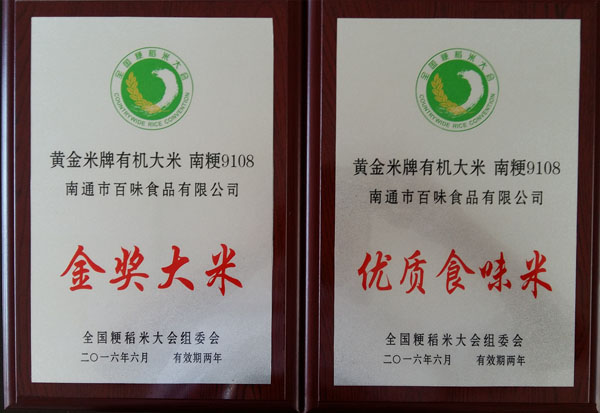 全国粳稻米大会
COUNTRYWIDE RICE CONVENTION
黄金米牌有机大米 南粳9108
南通市百味食品有限公司
金奖大米
全国粳稻米大会组委会
二〇一六年六月 有效期两年
全国粳稻米大会
COUNTRYWIDE RICE CONVENTION
黄金米牌有机大米 南粳9108
南通市百味食品有限公司
优质食味米
全国粳稻米大会组委会
二〇一六年六月 有效期两年